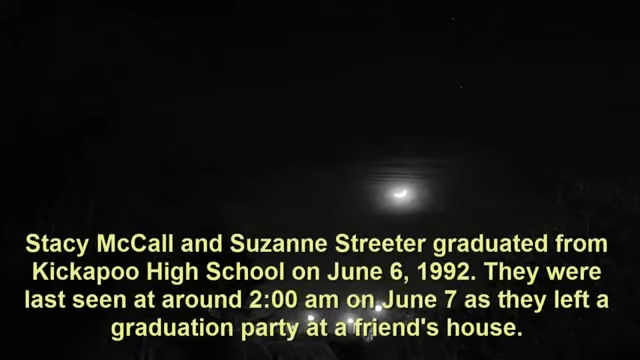 Stacy McCall and Suzanne Streeter graduated from
Kickapoo High School on June 6, 1992. They were
last seen at around 2:00 am on June 7 as they left a
graduation party at a friend's house.